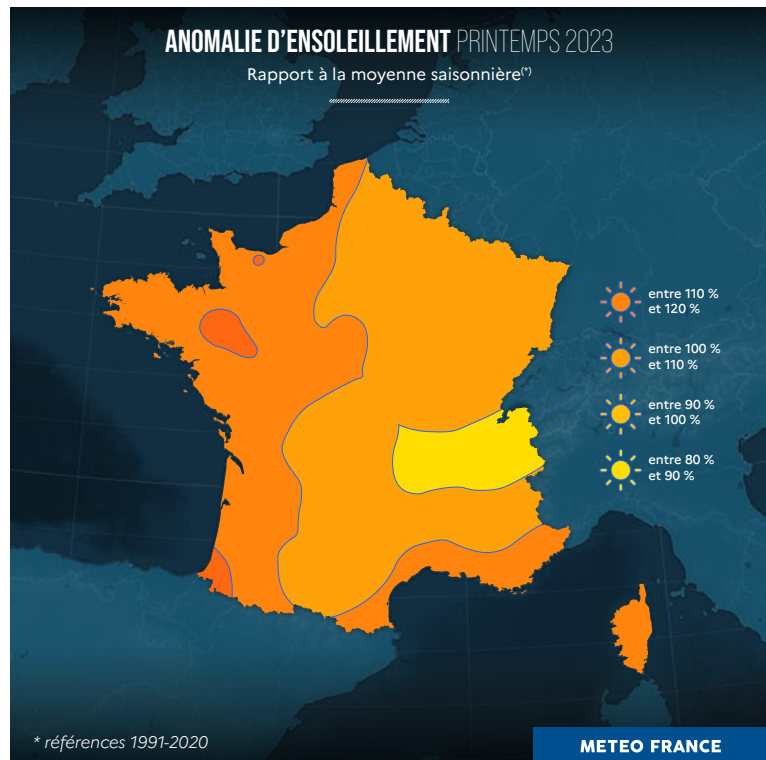 ANOMALIE D'ENSOLEILLEMENT PRINTEMPS 2023
Rapport à la moyenne saisonnière(*)
entre 110 %
et 120 %
entre 100 %
et 110 %
entre 90 %
et 100 %
entre 80 %
et 90 %
* références 1991-2020
METEO FRANCE